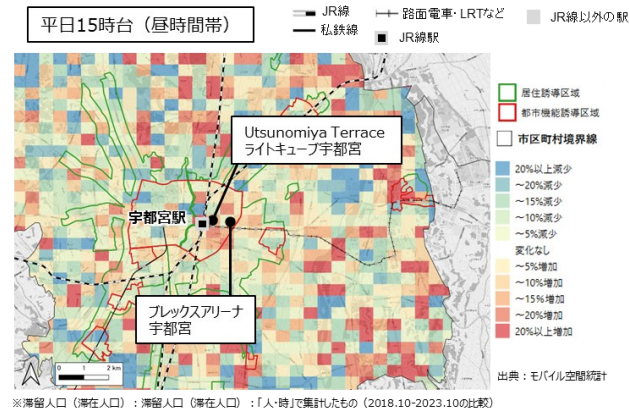 平日15時台（昼時間帯）
JR線
路面電車・LRTなど
JR線以外の駅
私鉄線
JR線駅
Utsunomiya Terrace
ライトキューブ宇都宮
宇都宮駅
ブレックスアリーナ
宇都宮
居住誘導区域
都市機能誘導区域
市区町村境界線
20%以上減少
～20%減少
～15%減少
～10%減少
～5%減少
変化なし
～5%増加
～10%増加
～15%増加
～20%増加
20%以上増加
0 1 2 km
出典：モバイル空間統計
※滞留人口（滞在人口）：滞留人口（滞在人口）：「人・時」で集計したもの（2018.10-2023.10の比較）